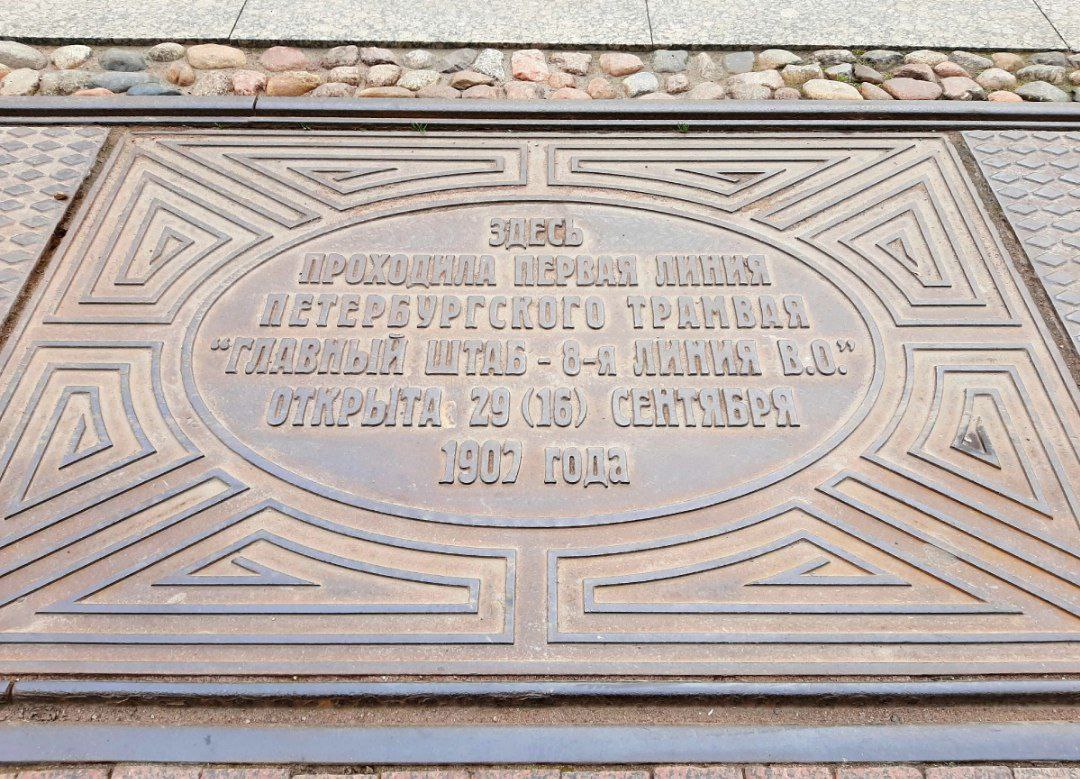 ЗДЕСЬ
ПРОХОДИЛА ПЕРВАЯ ЛИНИЯ
ПЕТЕРБУРГСКОГО ТРАМВАЯ
“ГЛАВНЫЙ ШТАБ - 8-я ЛИНИЯ В.О.”
ОТКРЫТА 29 (16) СЕНТЯБРЯ
1907 года